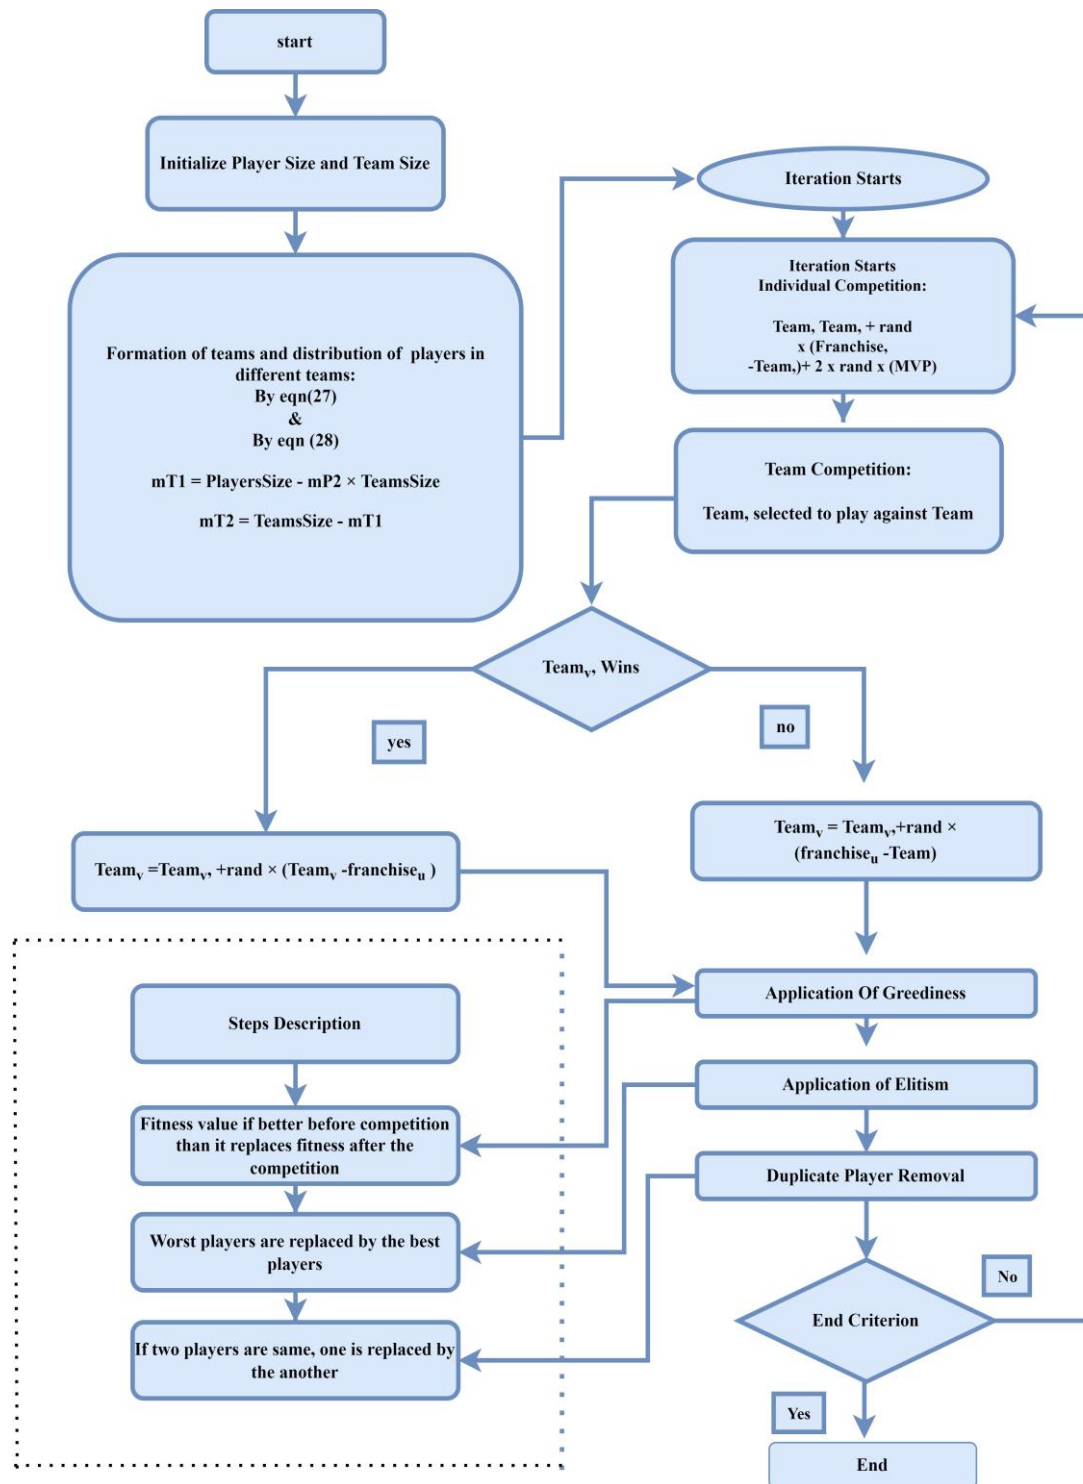 start
Initialize Player Size and Team Size
Formation of teams and distribution of players in
different teams:
By eqn(27)
&
By eqn (28)
mT1 = PlayersSize - mP2 × TeamsSize
mT2 = TeamsSize - mT1
Iteration Starts
Iteration Starts
Individual Competition:
Team, Team, + rand
x (Franchise,
-Team,)+ 2 x rand x (MVP)
Team Competition:
Team, selected to play against Team
Teamv, Wins
yes
no
Teamv =Teamv, +rand × (Teamv -franchiseu )
Teamv = Teamv,+rand ×
(franchiseu -Team)
Application Of Greediness
Application of Elitism
Duplicate Player Removal
Steps Description
Fitness value if better before competition
than it replaces fitness after the
competition
Worst players are replaced by the best
players
If two players are same, one is replaced by
the another
End Criterion
No
Yes
End